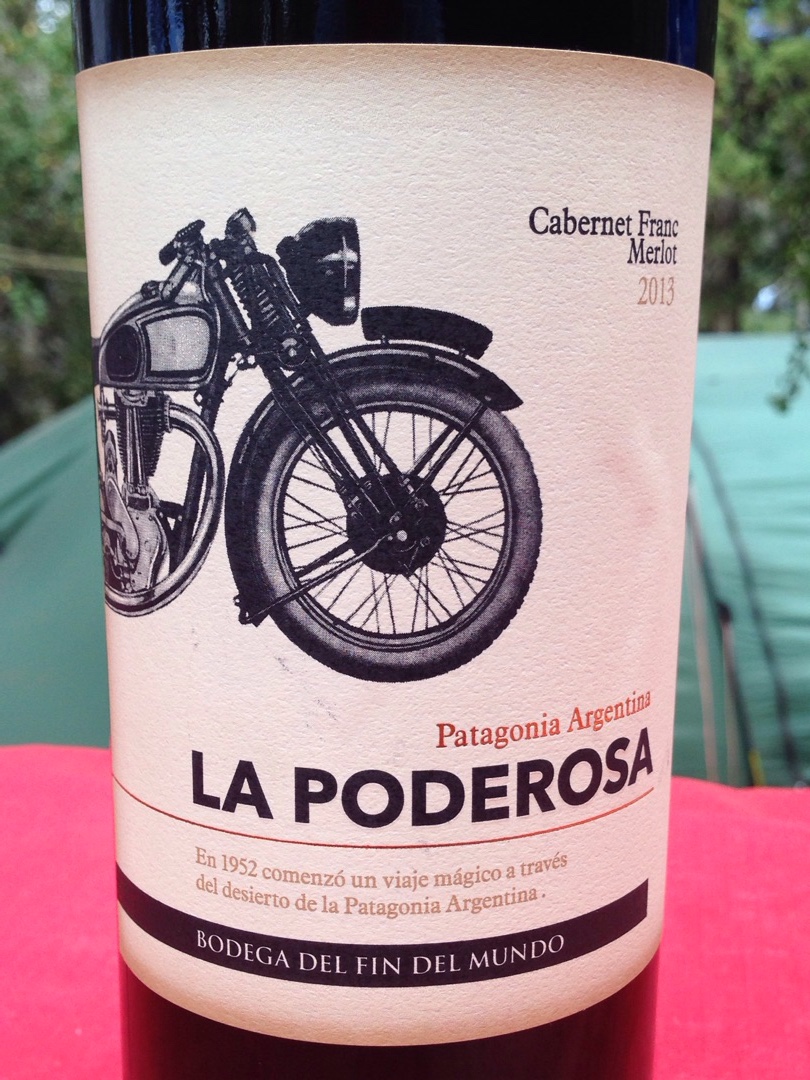 Cabernet Franc
Merlot
2013
Patagonia Argentina
LA PODEROSA
En 1952 comenzó un viaje mágico a través
del desierto de la Patagonia Argentina .
BODEGA DEL FIN DEL MUNDO